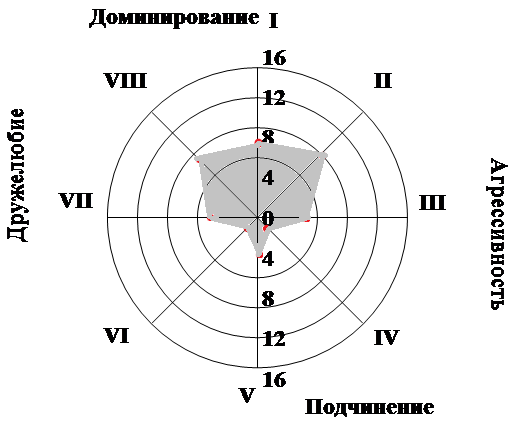 Доминирование I
16
VIII
II
12
8
Дружелюбие
4
Агрессивность
VII
III
0
4
8
VI
IV
12
16
V
Подчинение